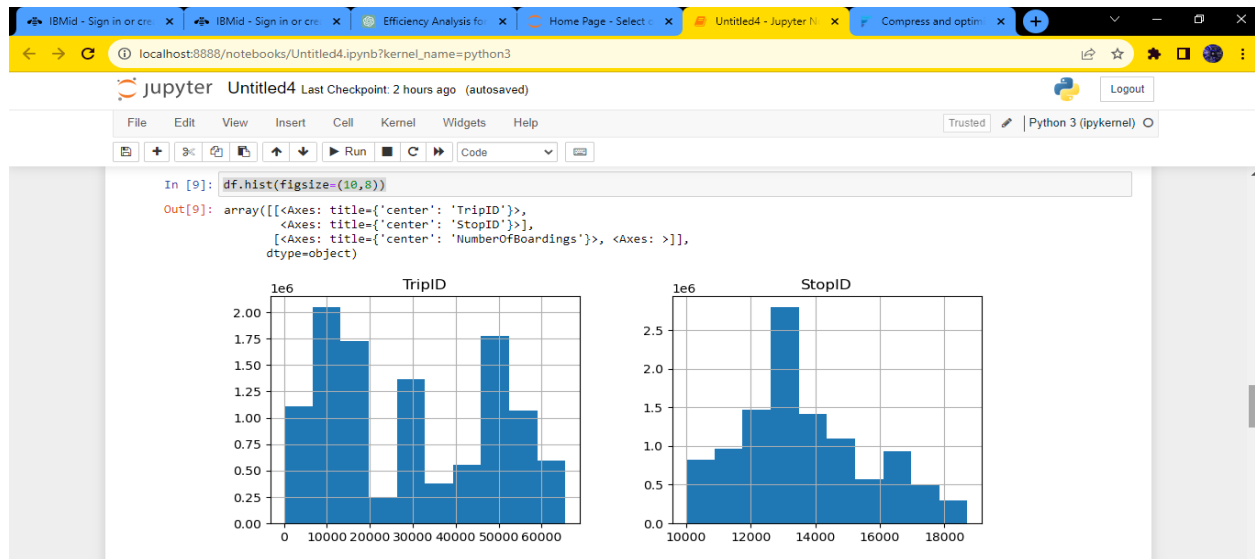 IBMid - Sign in or cre
IBMid - Sign in or cre
Efficiency Analysis for
Home Page - Select o
Untitled4 - Jupyter N
Compress and optim
localhost:8888/notebooks/Untitled4.ipynb?kernel_name=python3
jupyter Untitled4 Last Checkpoint: 2 hours ago (autosaved)
Logout
File Edit View Insert Cell Kernel Widgets Help
Trusted Python 3 (ipykernel)
Run Code
In [9]: df.hist(figsize=(10,8))
Out[9]: array([[<Axes: title={'center': 'TripID'}>,
<Axes: title={'center': 'StopID'}>],
[<Axes: title={'center': 'NumberOfBoardings'}>, <Axes: >]],
dtype=object)
TripID
1e6
2.00
1.75
1.50
1.25
1.00
0.75
0.50
0.25
0.00
0 10000 20000 30000 40000 50000 60000
StopID
1e6
2.5
2.0
1.5
1.0
0.5
0.0
10000 12000 14000 16000 18000